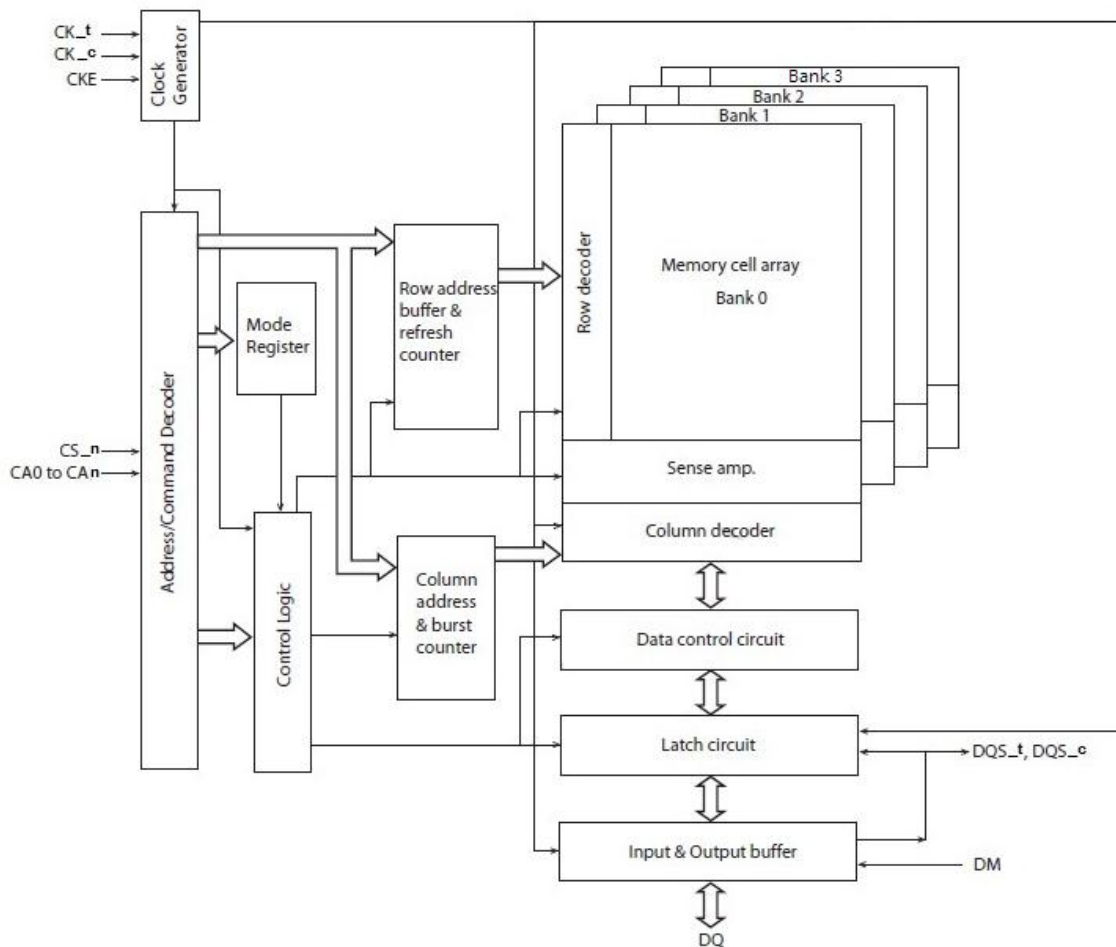 CK_t
CK_c
CKE
Clock
Generator
Bank 3
Bank 2
Bank 1
Row decoder
Memory cell array
Bank 0
Row address
buffer &
refresh
counter
Mode
Register
Address/Command Decoder
CS_n
CA0 to CAn
Sense amp.
Column decoder
Control Logic
Column
address
& burst
counter
Data control circuit
Latch circuit
DQS_t, DQS_c
Input & Output buffer
DM
DQ